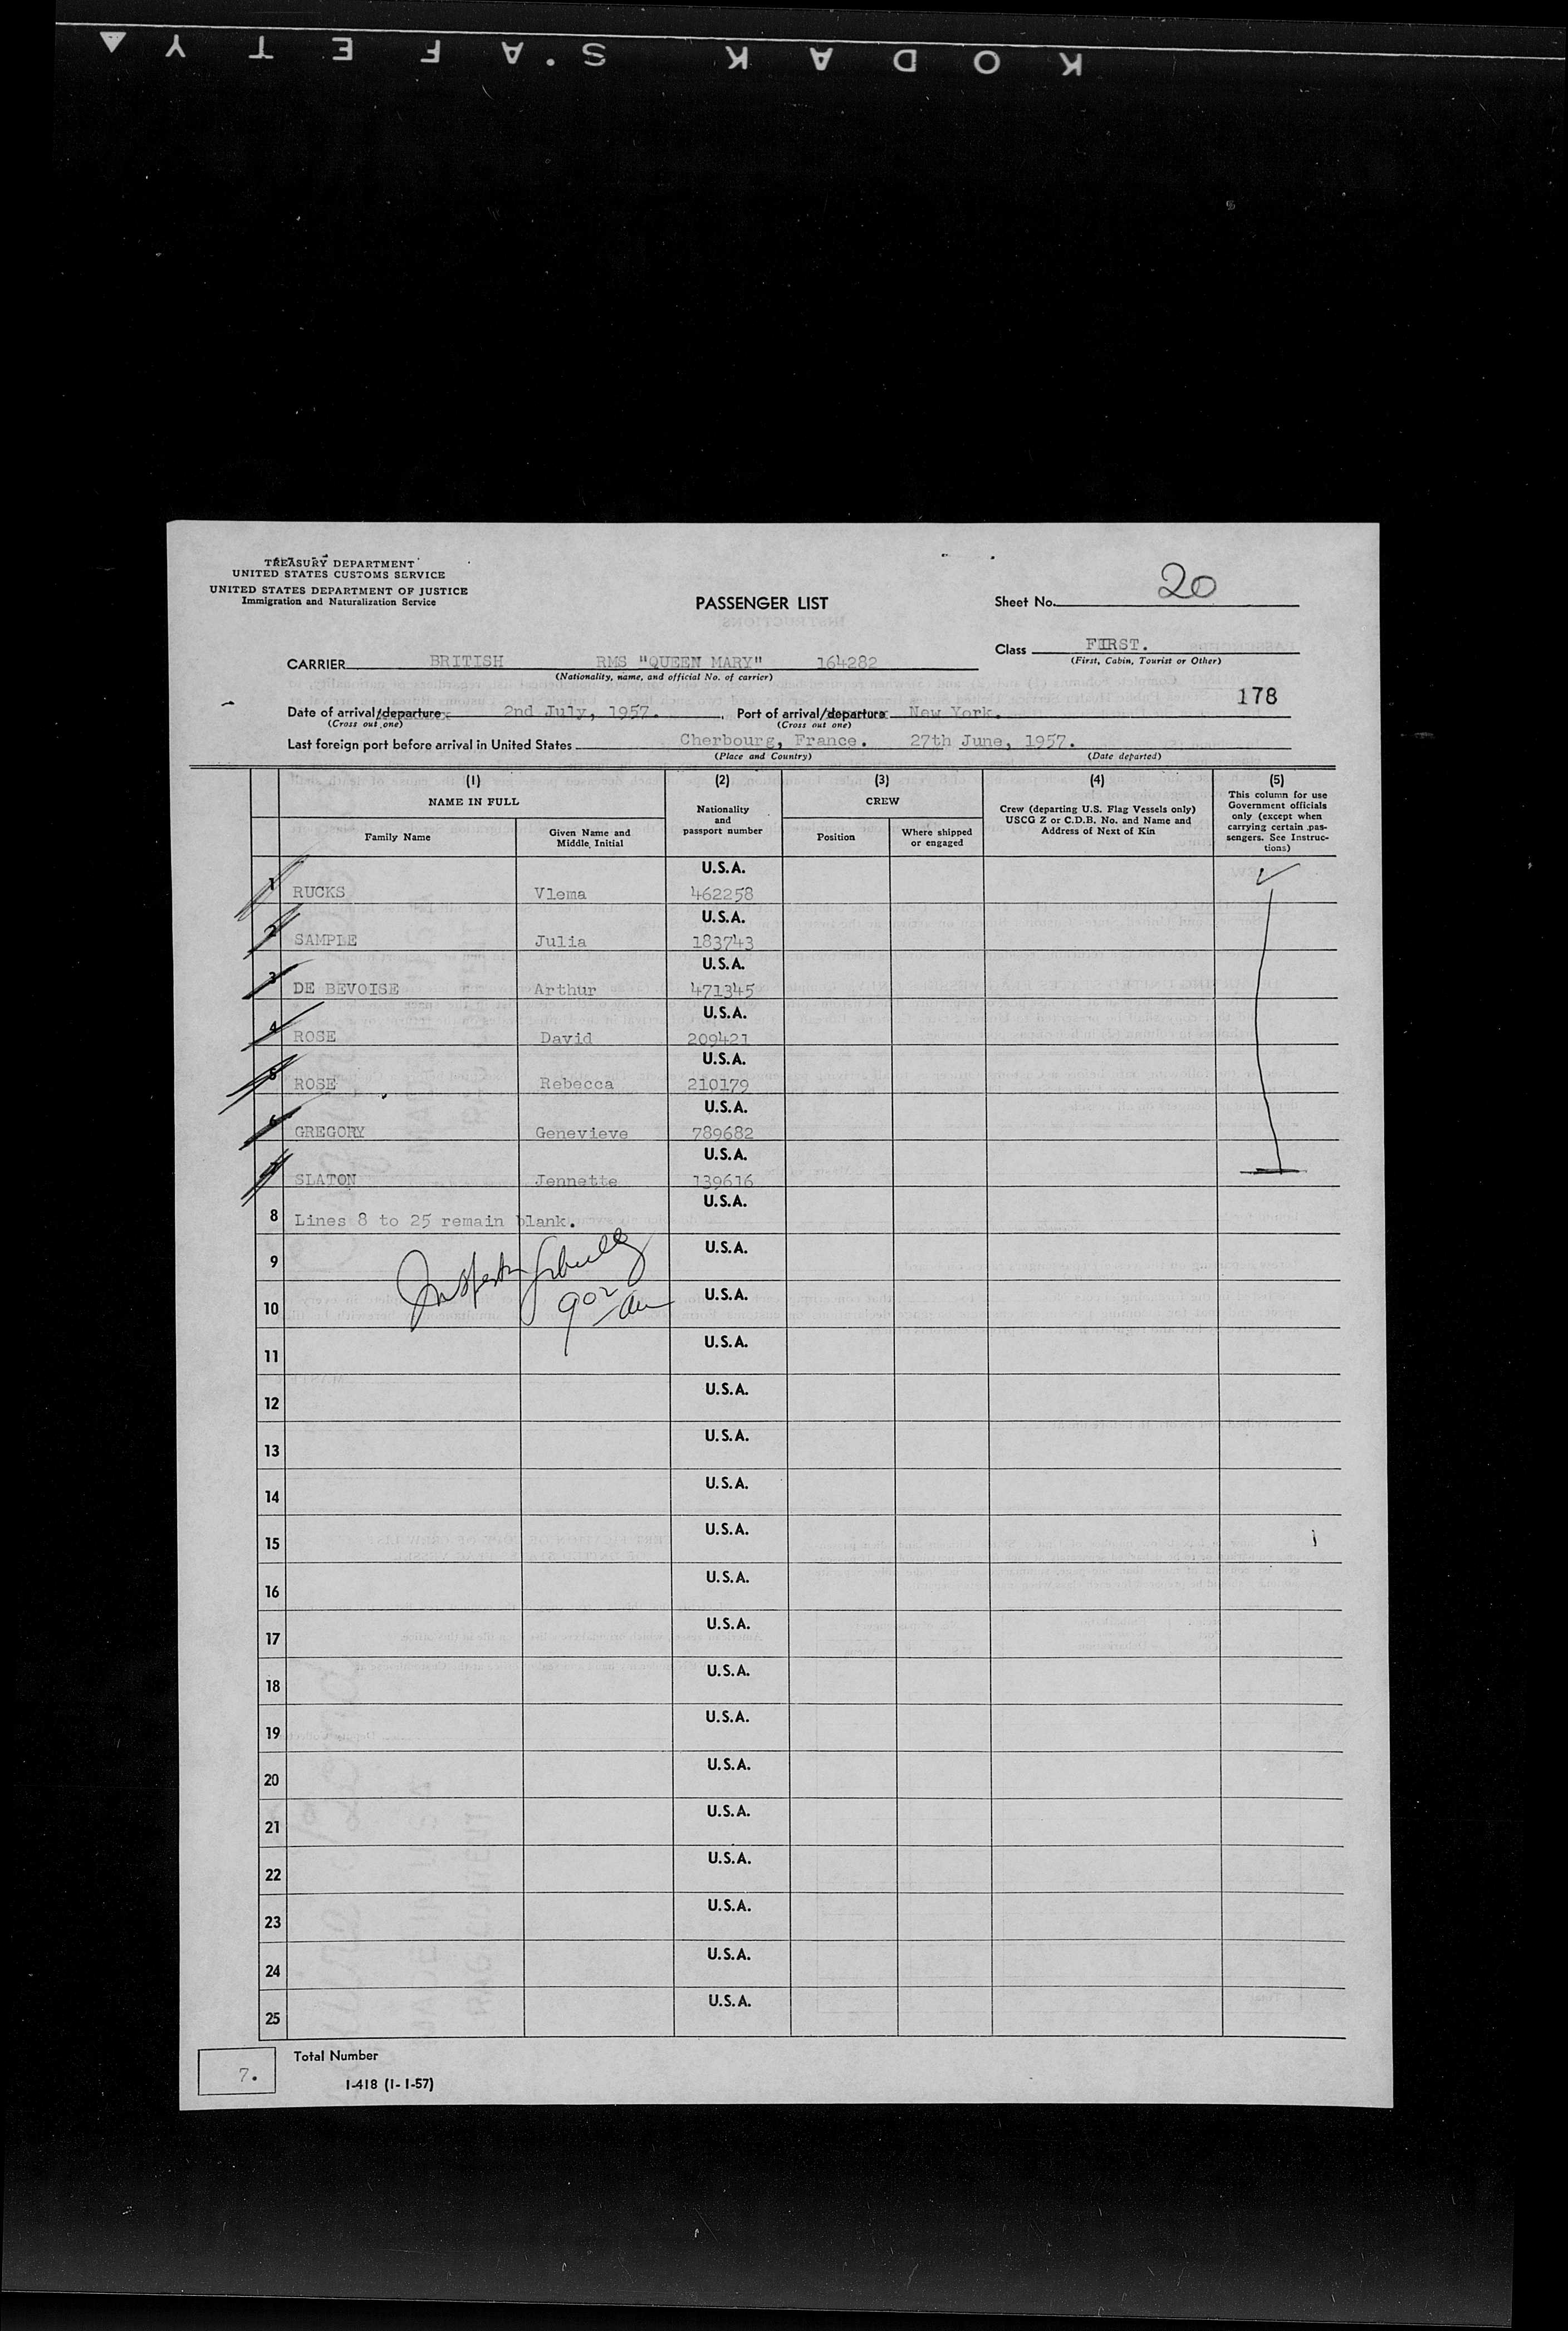 KODAK S'AFETY
TREASURY DEPARTMENT
UNITED STATES CUSTOMS SERVICE
UNITED STATES DEPARTMENT OF JUSTICE
Immigration and Naturalization Service
PASSENGER LIST
Sheet No. 20
Class FIRST.
(First, Cabin, Tourist or Other)
CARRIER BRITISH RMS "QUEEN MARY" 164282
(Nationality, name, and official No. of carrier)
178
Date of arrival/departure 2nd July, 1957. , Port of arrival/departure New York.
(Cross out one) (Cross out one)
Last foreign port before arrival in United States Cherbourg, France. 27th June, 1957.
(Place and Country) (Date departed)
(1) (2) (3) (4) (5)
NAME IN FULL
Family Name
Given Name and
Middle Initial
Nationality
and
passport number
CREW
Position
Where shipped
or engaged
Crew (departing U.S. Flag Vessels only)
USCG Z or C.D.B. No. and Name and
Address of Next of Kin
This column for use
Government officials
only (except when
carrying certain pas-
sengers. See Instruc-
tions)
U.S.A.
1 RUCKS Vlema 462258
U.S.A.
2 SAMPLE Julia 183743
U.S.A.
3 DE BEVOISE Arthur 471345
U.S.A.
4 ROSE David 209421
U.S.A.
5 ROSE Rebecca 210179
U.S.A.
6 GREGORY Genevieve 789682
U.S.A.
7 SLATON Jennette 139616
U.S.A.
8 Lines 8 to 25 remain blank.
9 U.S.A.
10 U.S.A.
11 U.S.A.
12 U.S.A.
13 U.S.A.
14 U.S.A.
15 U.S.A.
16 U.S.A.
17 U.S.A.
18 U.S.A.
19 U.S.A.
20 U.S.A.
21 U.S.A.
22 U.S.A.
23 U.S.A.
24 U.S.A.
25 U.S.A.
7. Total Number
I-418 (1-1-57)